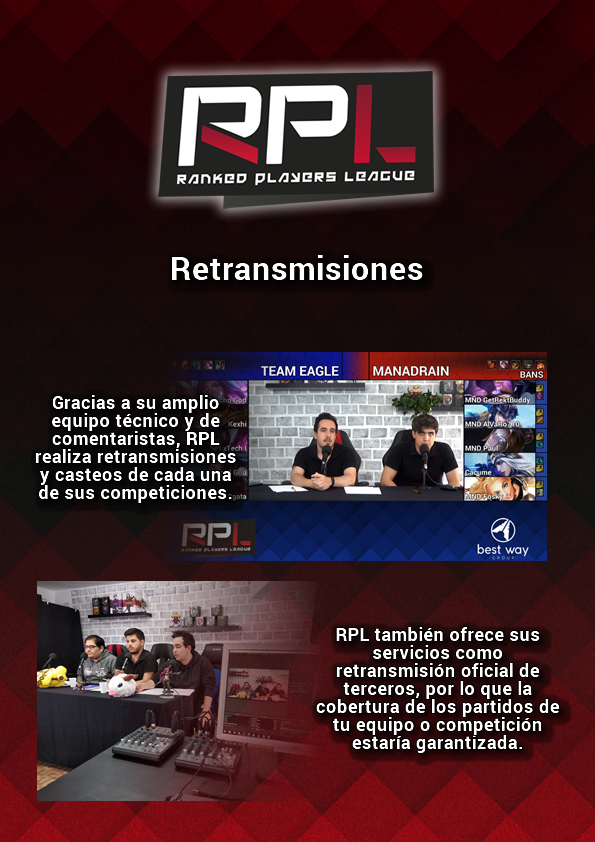 RPL
RANKED PLAYERS LEAGUE
Retransmisiones
TEAM EAGLE
MANADRAIN
BANS
Gracias a su amplio
equipo técnico y de
comentaristas, RPL
realiza retransmisiones
y casteos de cada una
de sus competiciones.
God
Kexhi
MND GetRektBuddy
MND Paul
Cacume
RPL
RANKED PLAYERS LEAGUE
best way
GROUP
RPL también ofrece sus
servicios como
retransmisión oficial de
terceros, por lo que la
cobertura de los partidos de
tu equipo o competición
estaría garantizada.